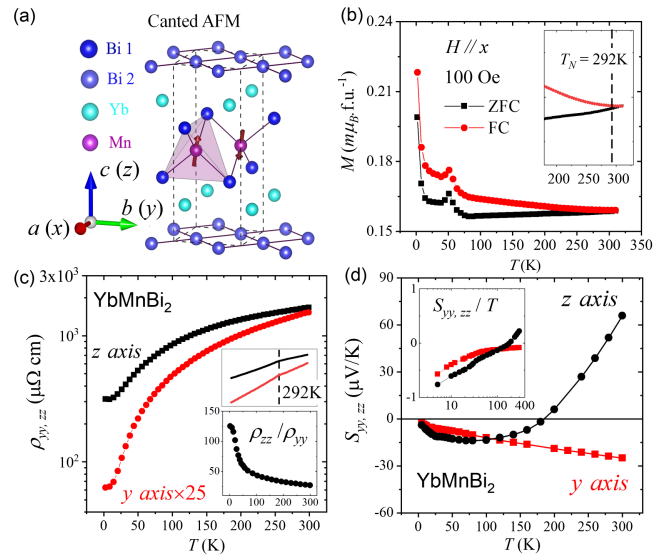 (a)
Canted AFM
Bi 1
Bi 2
Yb
Mn
c (z)
b (y)
a (x)
(b)
0.24
0.21
0.18
0.15
M (mμB. f.u.⁻¹)
H // x
100 Oe
ZFC
FC
TN = 292K
200 250 300
0 50 100 150 200 250 300
T (K)
(c)
3x10³
10³
10²
ρyy, zz (μΩ cm)
YbMnBi₂
z axis
292K
150
100
50
ρzz /ρyy
0 100 200 300
y axis×25
0 50 100 150 200 250 300
T (K)
(d)
90
60
30
0
-30
-60
Syy, zz (μV/K)
Syy, zz / T
0
-1
10 100 400
z axis
YbMnBi₂
y axis
0 50 100 150 200 250 300
T (K)